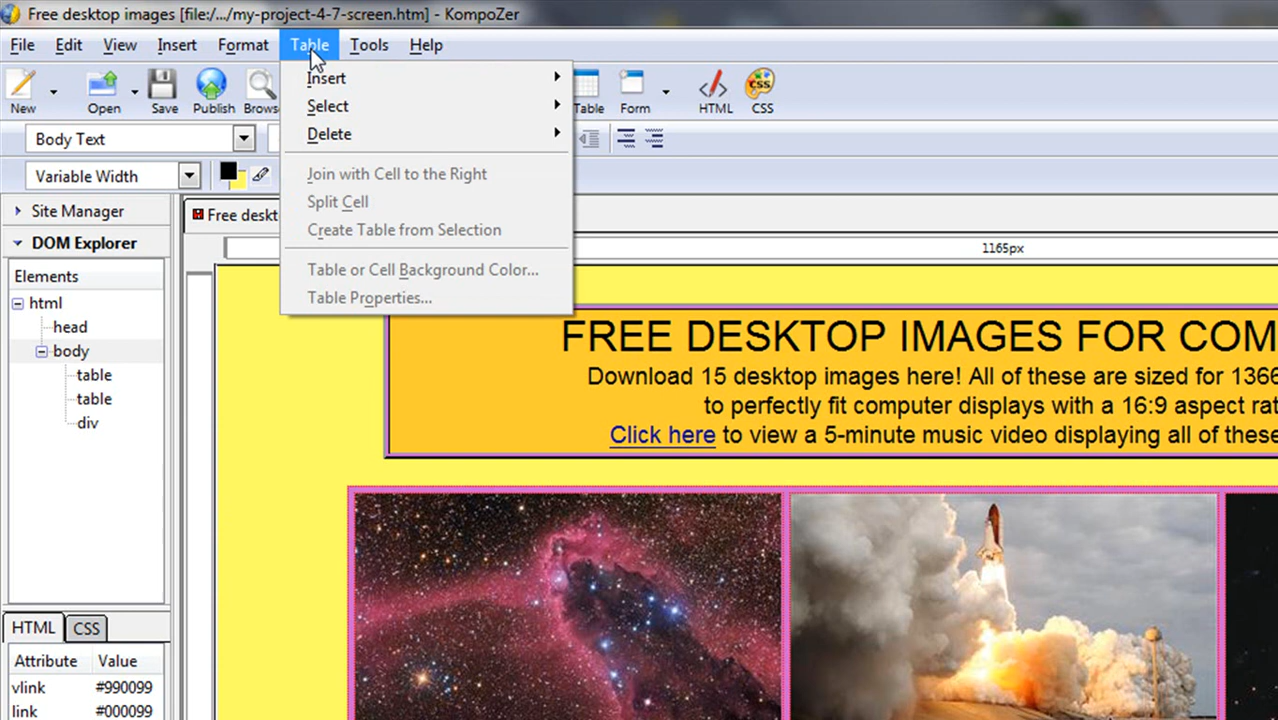 Free desktop images [file:/.../my-project-4-7-screen.htm] - KompoZer
File Edit View Insert Format Table Tools Help
New Open Save Publish Table Form HTML CSS
CSS
Insert
Select
Delete
Join with Cell to the Right
Split Cell
Create Table from Selection
Table or Cell Background Color...
Table Properties...
Body Text
Variable Width
Site Manager
DOM Explorer
Elements
html
head
body
table
table
div
HTML CSS
Attribute Value
vlink #990099
link #000099
Free deskt
1165px
FREE DESKTOP IMAGES FOR COM
Download 15 desktop images here! All of these are sized for 1366
to perfectly fit computer displays with a 16:9 aspect rat
Click here to view a 5-minute music video displaying all of these